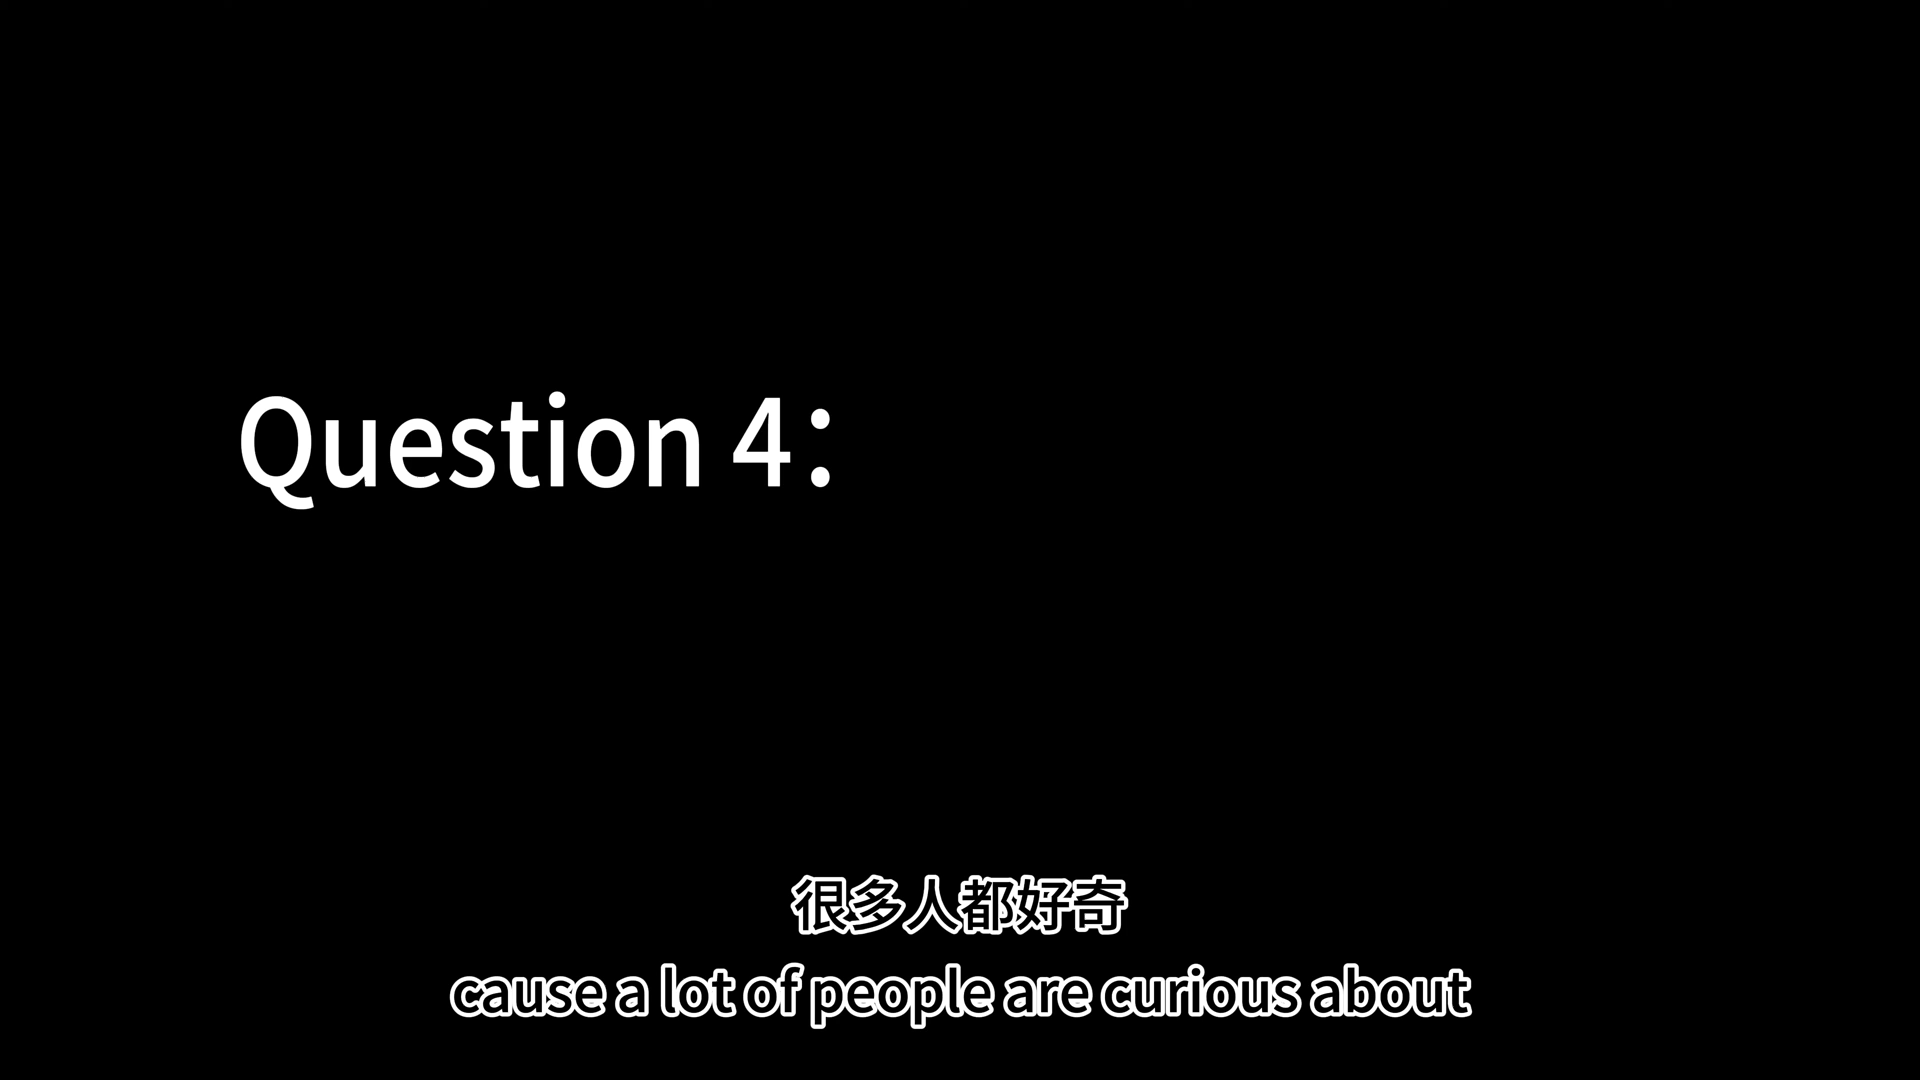 Question 4：
很多人都好奇
cause a lot of people are curious about